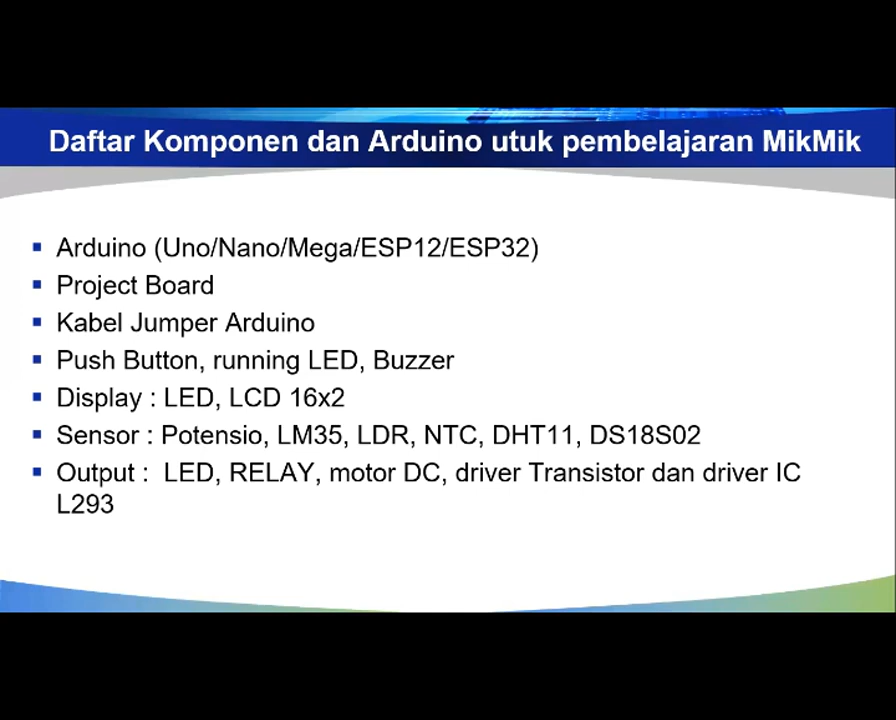 Daftar Komponen dan Arduino utuk pembelajaran MikMik
Arduino (Uno/Nano/Mega/ESP12/ESP32)
Project Board
Kabel Jumper Arduino
Push Button, running LED, Buzzer
Display : LED, LCD 16x2
Sensor : Potensio, LM35, LDR, NTC, DHT11, DS18S02
Output : LED, RELAY, motor DC, driver Transistor dan driver IC
L293